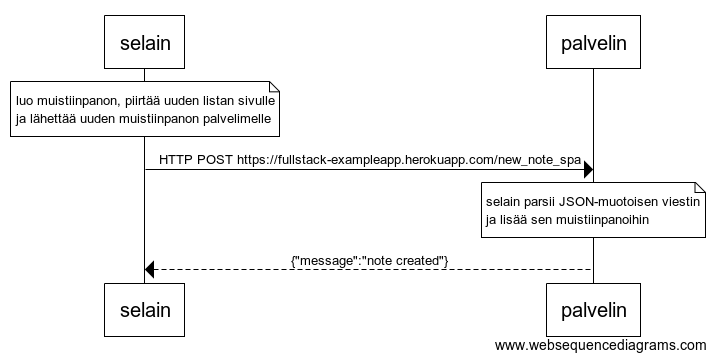 selain
palvelin
luo muistiinpanon, piirtää uuden listan sivulle
ja lähettää uuden muistiinpanon palvelimelle
HTTP POST https://fullstack-exampleapp.herokuapp.com/new_note_spa
selain parsii JSON-muotoisen viestin
ja lisää sen muistiinpanoihin
{"message":"note created"}
selain
palvelin
www.websequencediagrams.com